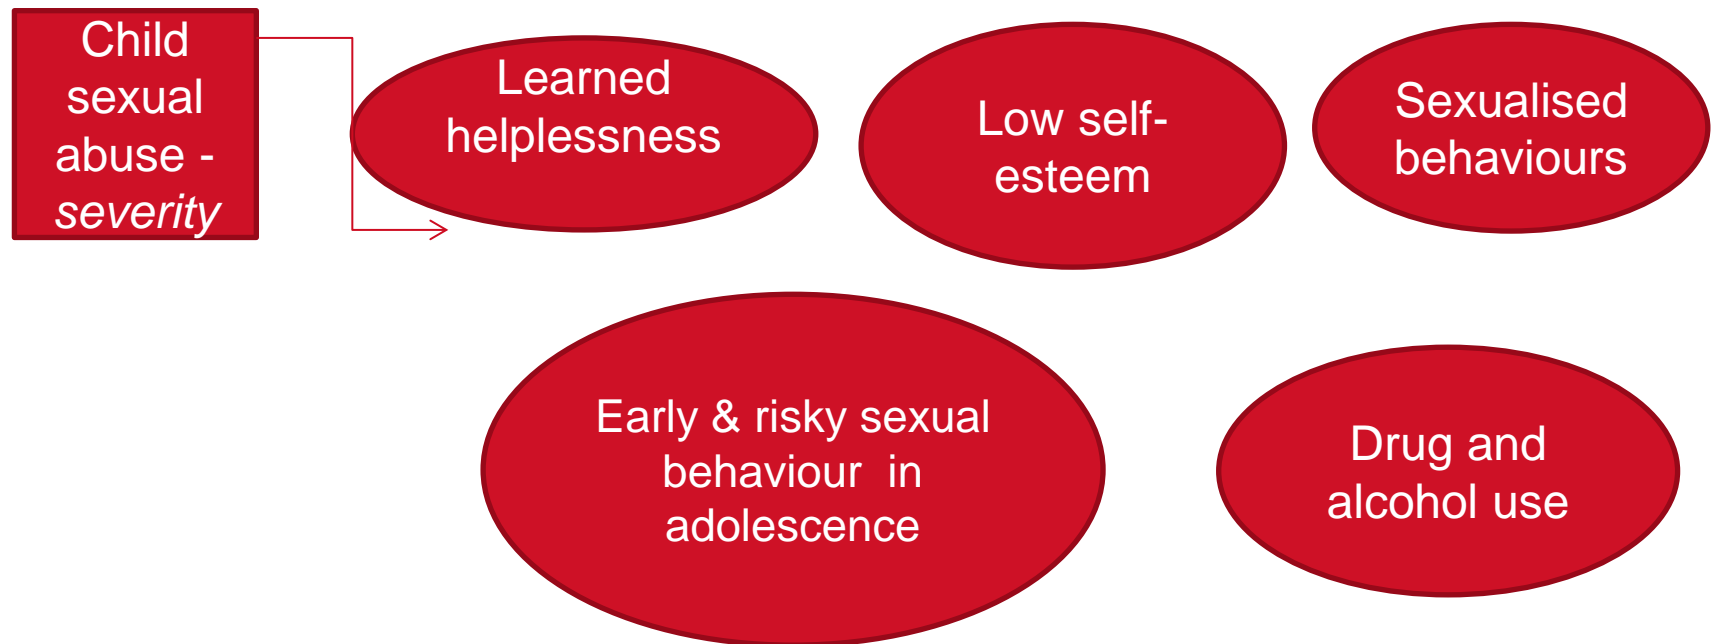 Child
sexual
abuse -
severity
Learned
helplessness
Low self-
esteem
Sexualised
behaviours
Early & risky sexual
behaviour in
adolescence
Drug and
alcohol use